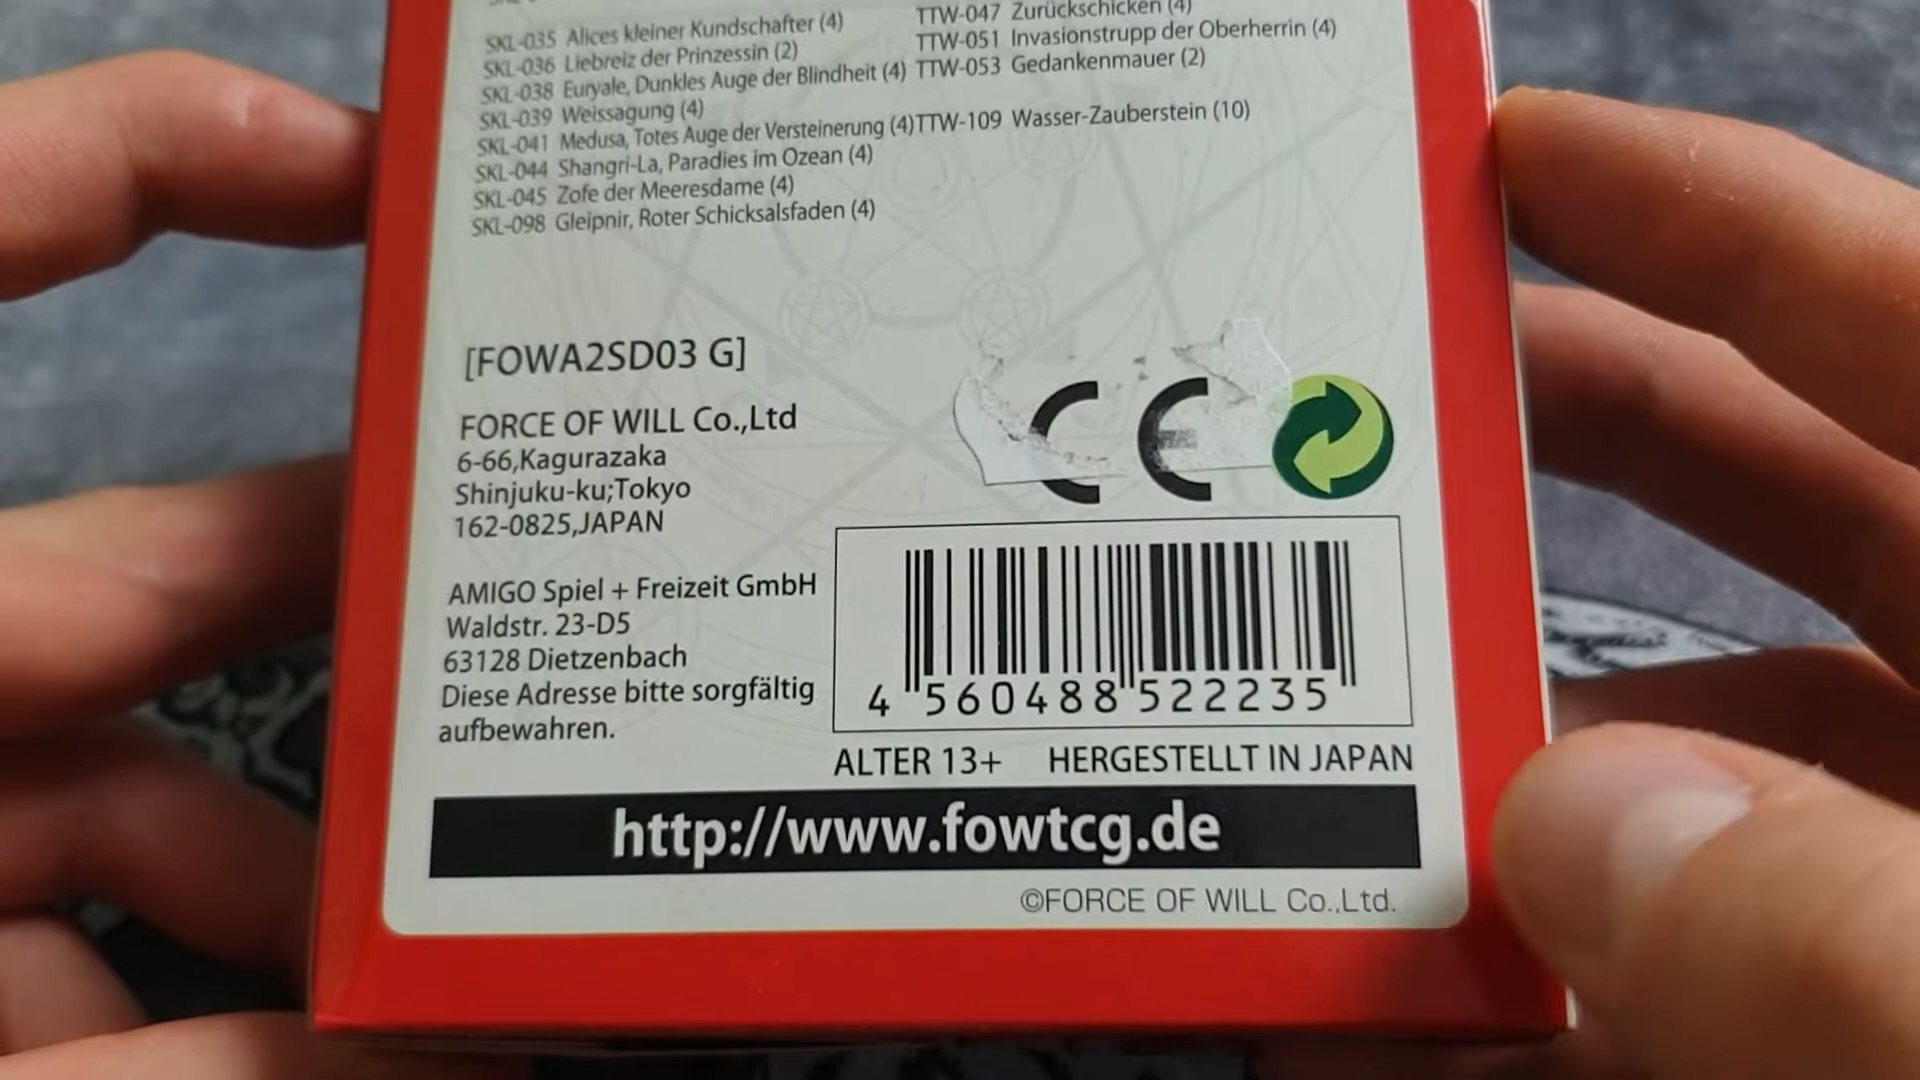 SKL-035 Alices kleiner Kundschafter (4)
SKL-036 Liebreiz der Prinzessin (2)
SKL-038 Euryale, Dunkles Auge der Blindheit (4)
SKL-039 Weissagung (4)
SKL-041 Medusa, Totes Auge der Versteinerung (4)
SKL-044 Shangri-La, Paradies im Ozean (4)
SKL-045 Zofe der Meeresdame (4)
SKL-098 Gleipnir, Roter Schicksalsfaden (4)
TTW-047 Zurückschicken (4)
TTW-051 Invasionstrupp der Oberherrin (4)
TTW-053 Gedankenmauer (2)
TTW-109 Wasser-Zauberstein (10)
[FOWA2SD03 G]
FORCE OF WILL Co.,Ltd
6-66,Kagurazaka
Shinjuku-ku;Tokyo
162-0825,JAPAN
CE
AMIGO Spiel + Freizeit GmbH
Waldstr. 23-D5
63128 Dietzenbach
Diese Adresse bitte sorgfältig
aufbewahren.
4 560488 522235
ALTER 13+ HERGESTELLT IN JAPAN
http://www.fowtcg.de
©FORCE OF WILL Co.,Ltd.